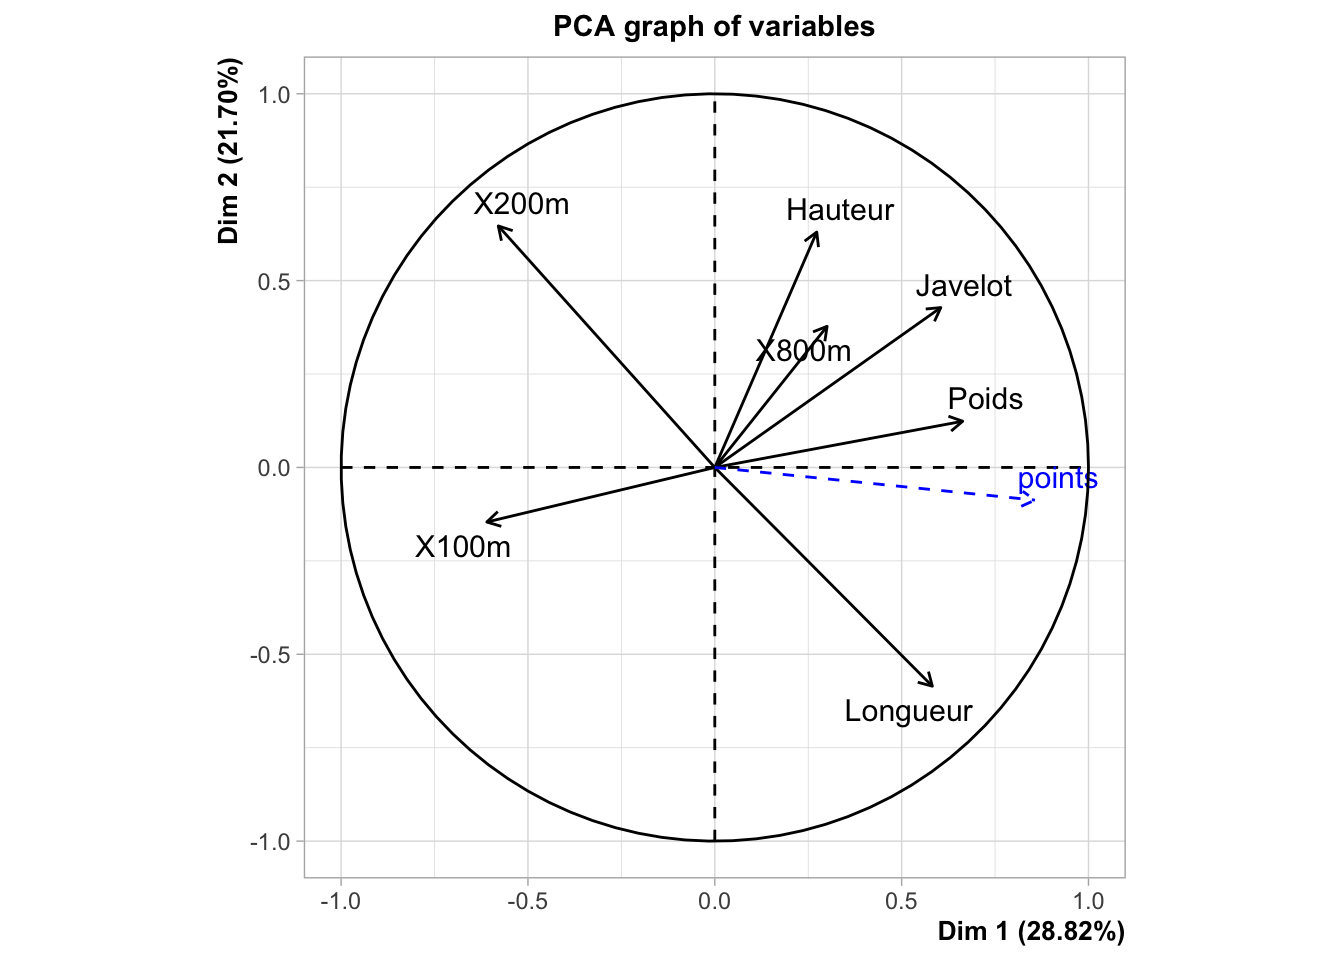 PCA graph of variables
Dim 2 (21.70%)
1.0
0.5
0.0
-0.5
-1.0
X200m
Hauteur
Javelot
X800m
Poids
points
X100m
Longueur
-1.0 -0.5 0.0 0.5 1.0
Dim 1 (28.82%)